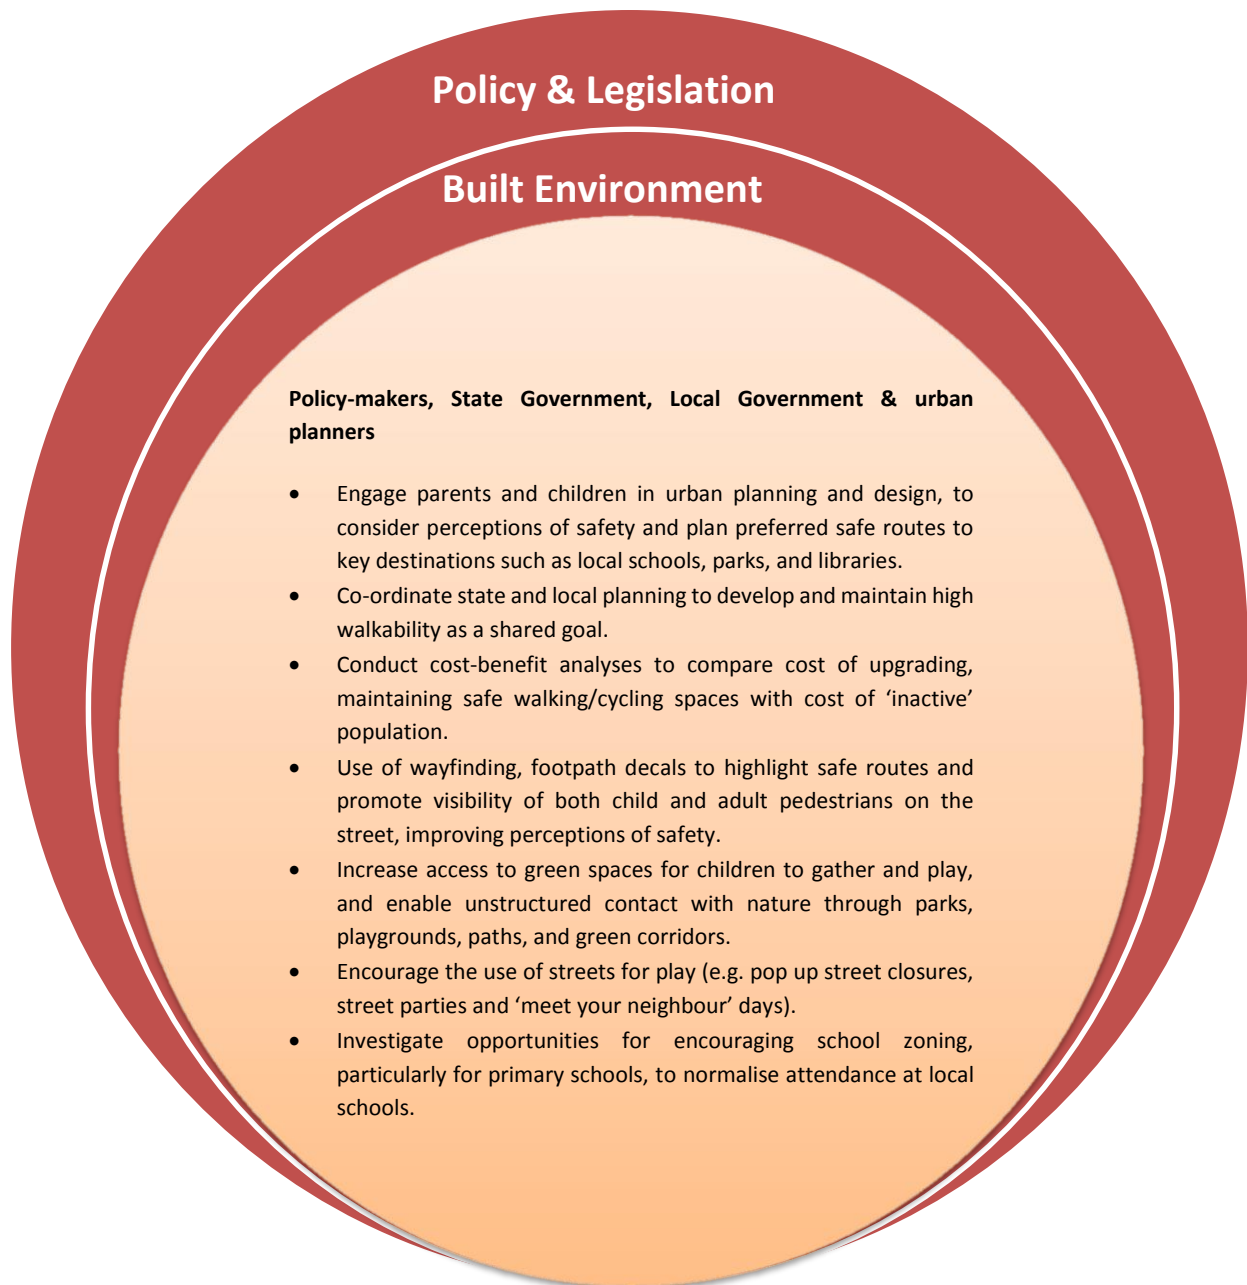 Policy & Legislation
Built Environment
Policy-makers, State Government, Local Government & urban
planners
• Engage parents and children in urban planning and design, to
consider perceptions of safety and plan preferred safe routes to
key destinations such as local schools, parks, and libraries.
• Co-ordinate state and local planning to develop and maintain high
walkability as a shared goal.
• Conduct cost-benefit analyses to compare cost of upgrading,
maintaining safe walking/cycling spaces with cost of ‘inactive’
population.
• Use of wayfinding, footpath decals to highlight safe routes and
promote visibility of both child and adult pedestrians on the
street, improving perceptions of safety.
• Increase access to green spaces for children to gather and play,
and enable unstructured contact with nature through parks,
playgrounds, paths, and green corridors.
• Encourage the use of streets for play (e.g. pop up street closures,
street parties and ‘meet your neighbour’ days).
• Investigate opportunities for encouraging school zoning,
particularly for primary schools, to normalise attendance at local
schools.